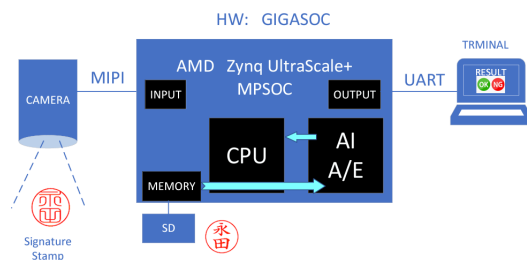 HW: GIGASOC
TRMINAL
AMD Zynq UltraScale+
MPSOC
MIPI
UART
RESULT
OK NG
CAMERA
INPUT
OUTPUT
CPU
AI
A/E
MEMORY
SD
永田
Signature
Stamp